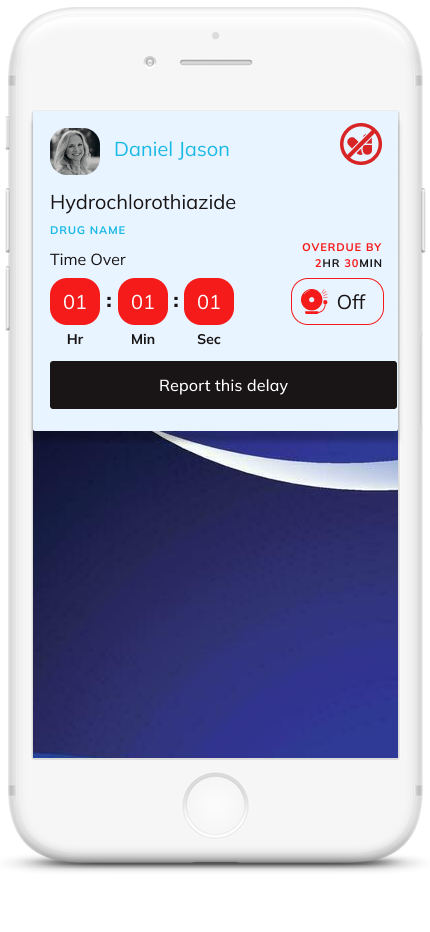 Daniel Jason
Hydrochlorothiazide
DRUG NAME
OVERDUE BY
2HR 30MIN
Time Over
01 : 01 : 01
Hr Min Sec
Off
Report this delay